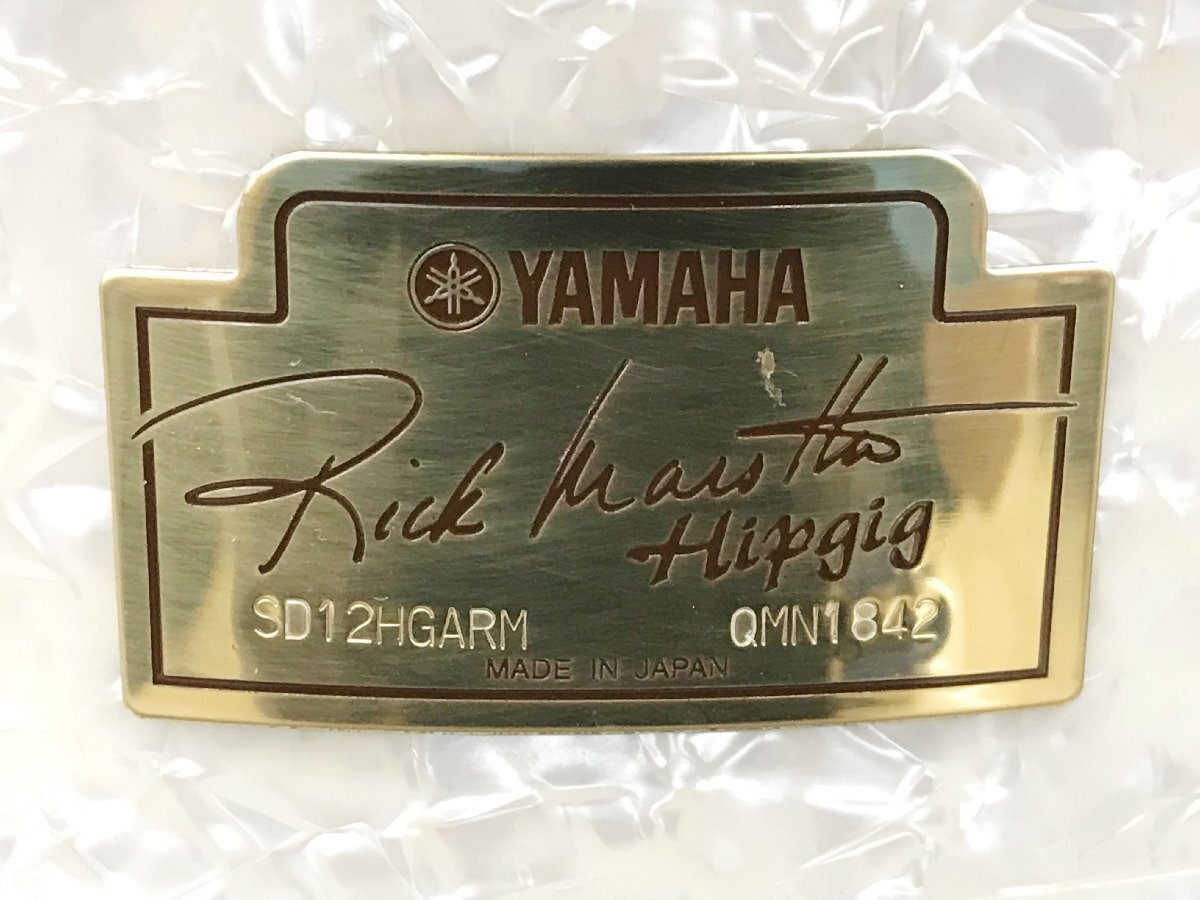 YAMAHA
Rick Marotta
Hipgig
SD12HGARM QMN1842
MADE IN JAPAN